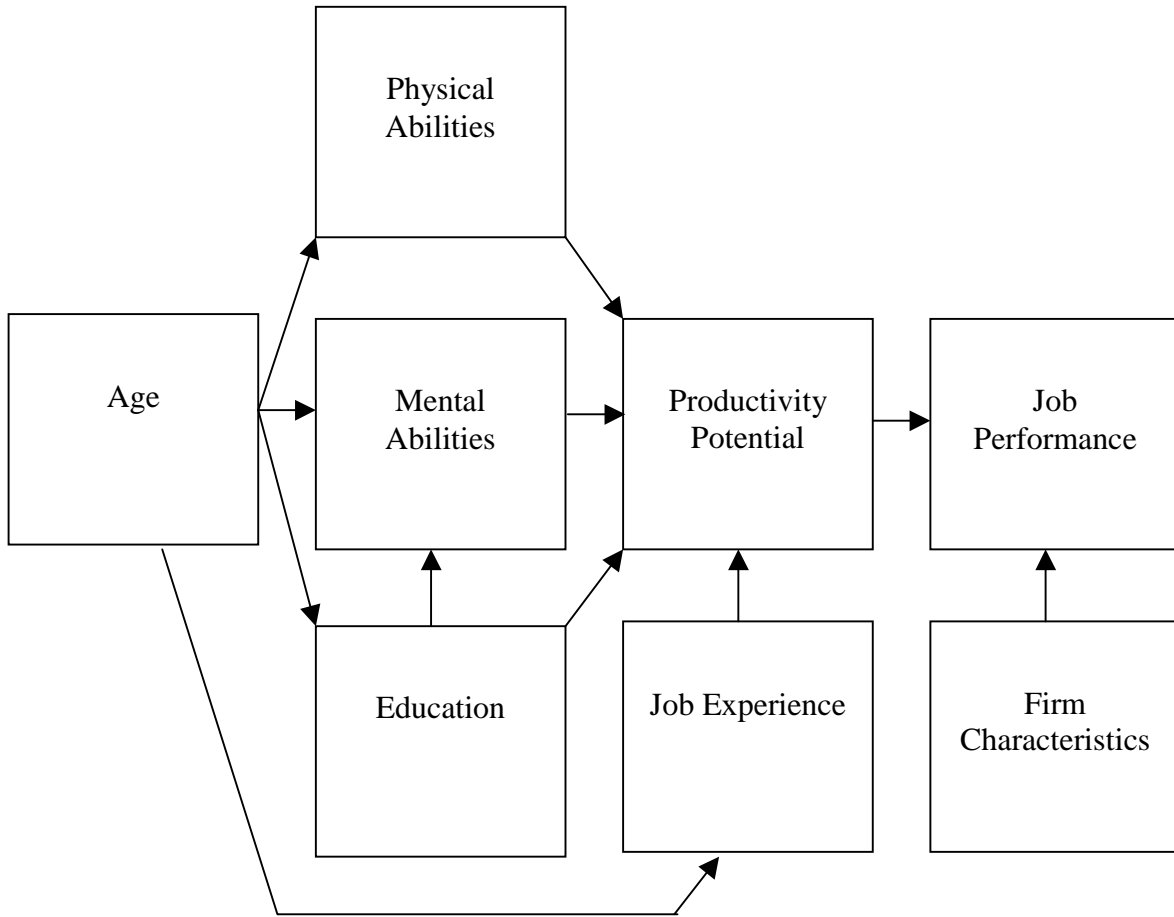 Physical
Abilities
Age
Mental
Abilities
Productivity
Potential
Job
Performance
Education
Job Experience
Firm
Characteristics